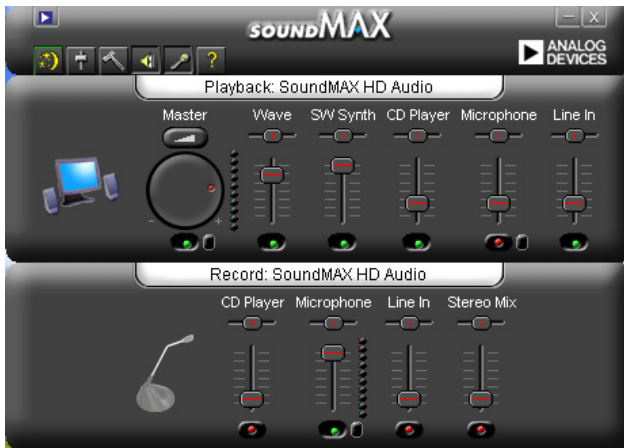 SOUNDMAX
ANALOG
DEVICES
Playback: SoundMAX HD Audio
Master Wave SW Synth CD Player Microphone Line In
- +
Record: SoundMAX HD Audio
CD Player Microphone Line In Stereo Mix